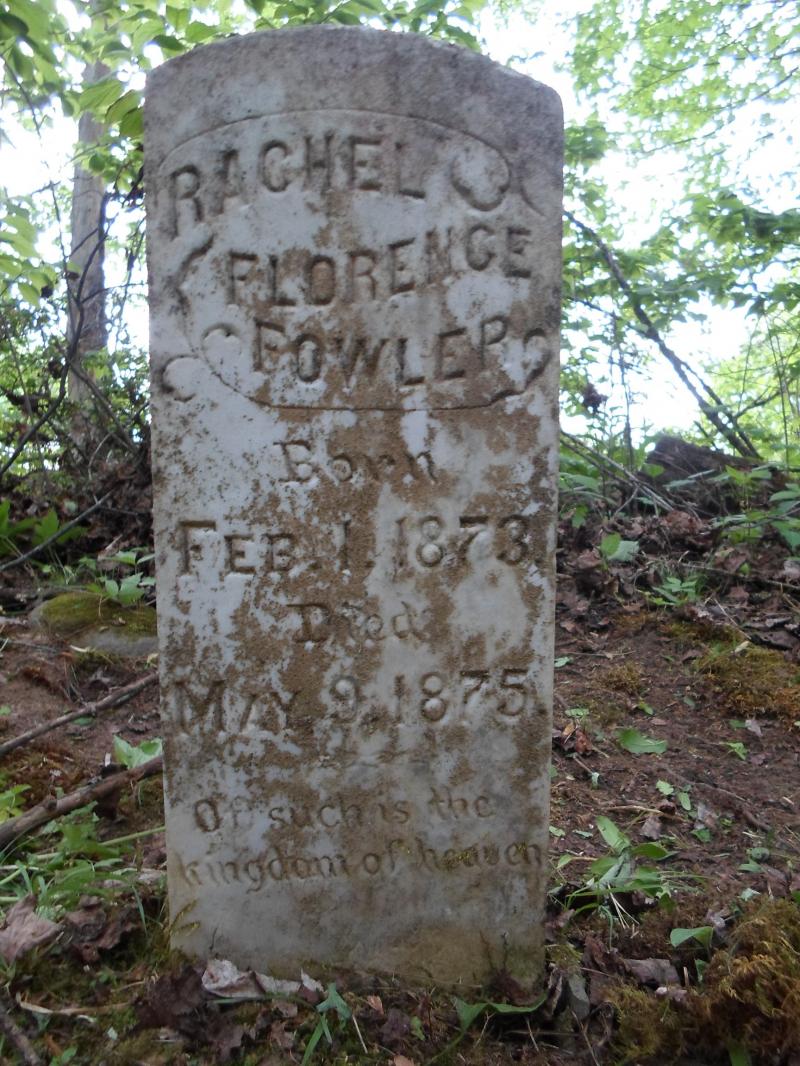 RACHEL
FLORENCE
FOWLER
Born
FEB. 1. 1873.
Died
MAY. 9, 1875.
Of such is the
kingdom of heaven